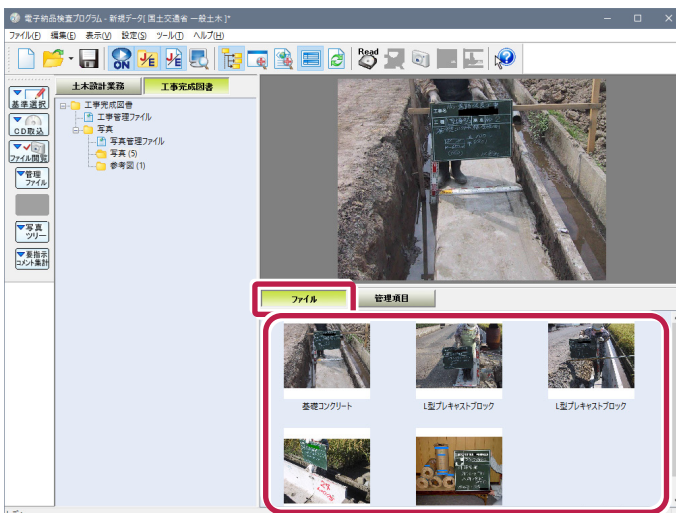 電子納品検査プログラム - 新規データ[ 国土交通省 一般土木 ]*
ファイル(F) 編集(E) 表示(V) 設定(S) ツール(T) ヘルプ(H)
ON
J/E
J/E
Read
基準選択
CD取込
ファイル閲覧
管理
ファイル
写真
ツリー
要指示
コメント集計
土木設計業務
工事完成図書
工事完成図書
工事管理ファイル
写真
写真管理ファイル
写真 (5)
参考図 (1)
ファイル
管理項目
基礎コンクリート
L型プレキャストブロック
L型プレキャストブロック